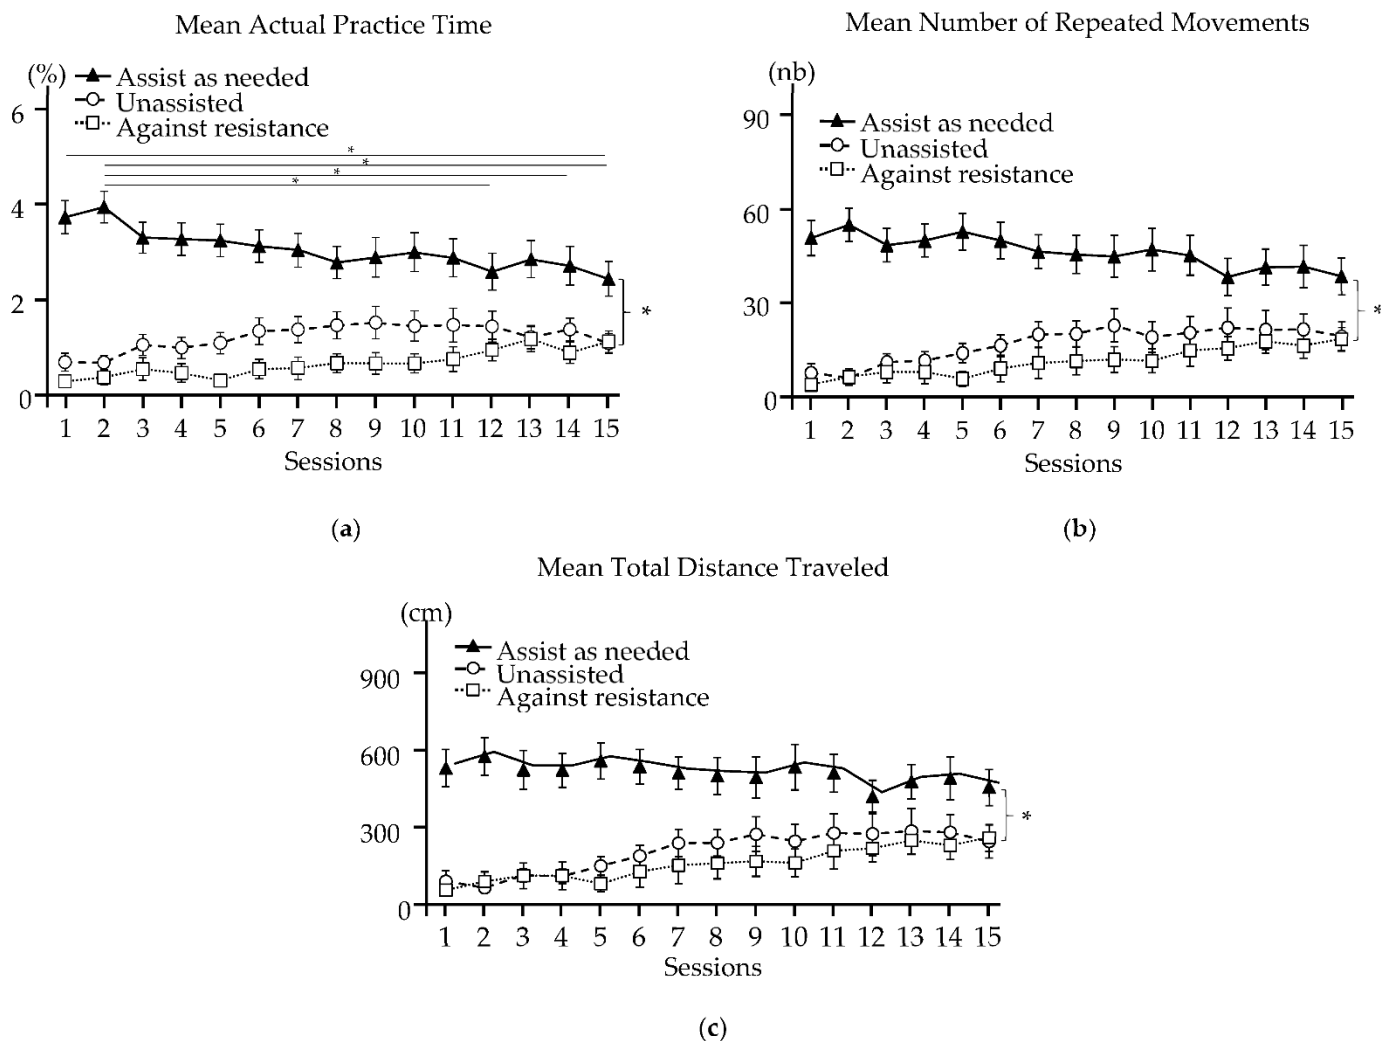 Mean Actual Practice Time
(%)
Assist as needed
Unassisted
Against resistance
*
*
*
*
*
6
4
2
0
1 2 3 4 5 6 7 8 9 10 11 12 13 14 15
Sessions
(a)
Mean Number of Repeated Movements
(nb)
Assist as needed
Unassisted
Against resistance
*
90
60
30
0
1 2 3 4 5 6 7 8 9 10 11 12 13 14 15
Sessions
(b)
Mean Total Distance Traveled
(cm)
Assist as needed
Unassisted
Against resistance
*
900
600
300
0
1 2 3 4 5 6 7 8 9 10 11 12 13 14 15
Sessions
(c)